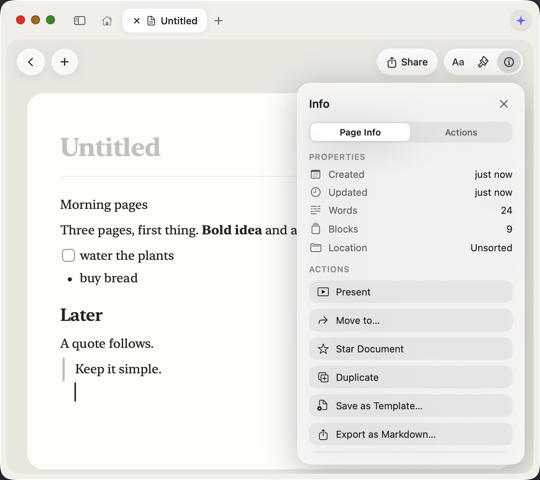 Untitled
Share
Aa
Untitled
Morning pages
Three pages, first thing. Bold idea and a
water the plants
• buy bread
Later
A quote follows.
Keep it simple.
Info
Page Info
Actions
PROPERTIES
Created just now
Updated just now
Words 24
Blocks 9
Location Unsorted
ACTIONS
Present
Move to...
Star Document
Duplicate
Save as Template...
Export as Markdown...